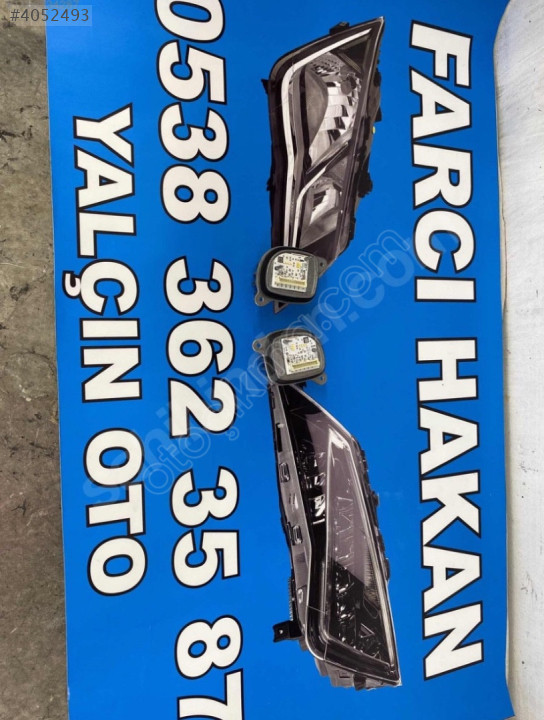 #4052493
FARCI HAKAN
0538 362 35 87
YALÇIN OTO